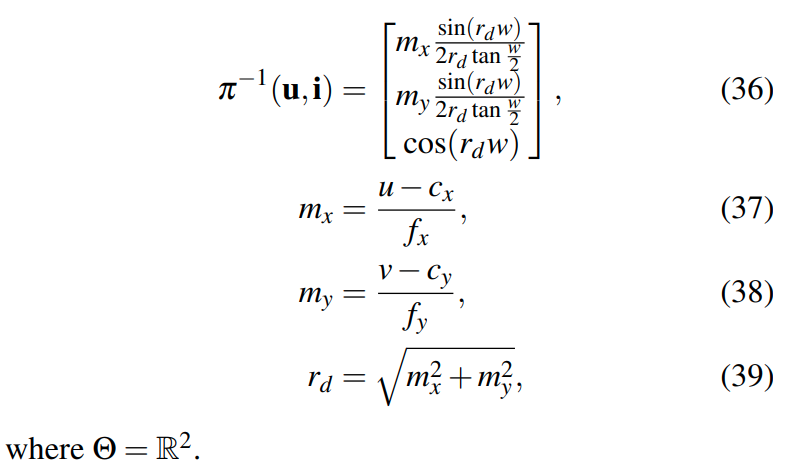 π⁻¹(u,i) = [ m_x sin(r_d w) / (2r_d tan w/2) ; m_y sin(r_d w) / (2r_d tan w/2) ; cos(r_d w) ] , (36)
m_x = (u − c_x) / f_x , (37)
m_y = (v − c_y) / f_y , (38)
r_d = √(m_x² + m_y²), (39)
where Θ = ℝ².